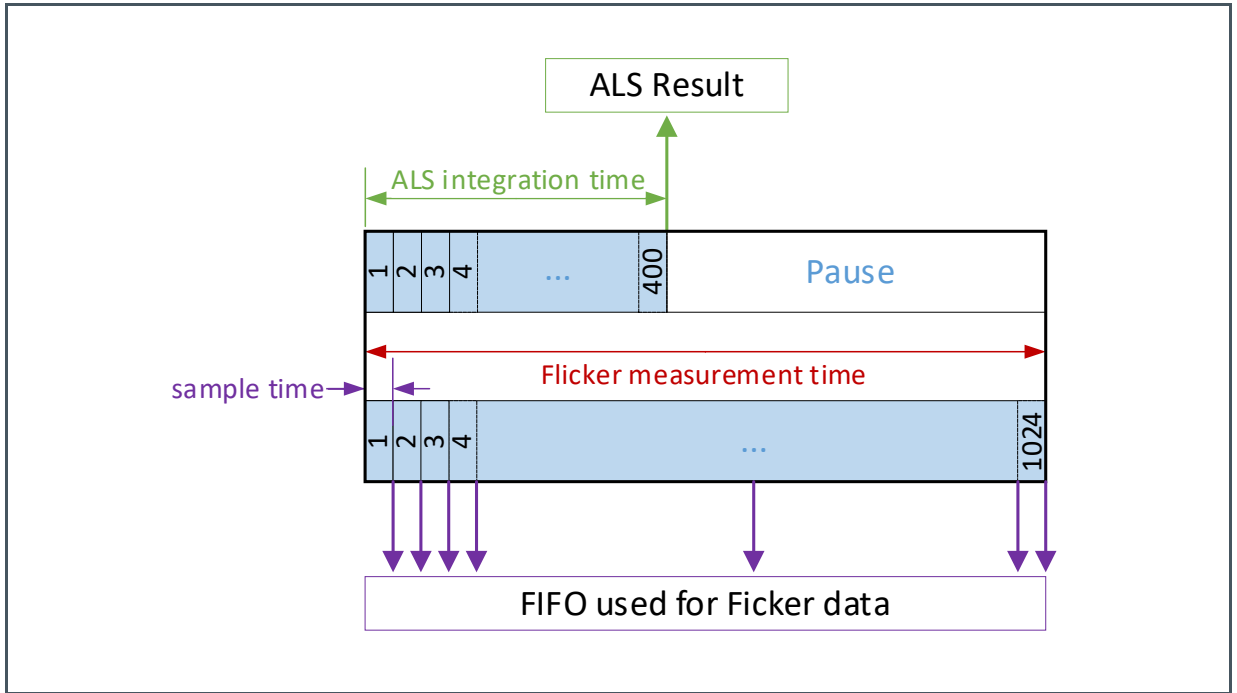 ALS Result
ALS integration time
1 2 3 4 ... 400 Pause
Flicker measurement time
sample time
1 2 3 4 ... 1024
FIFO used for Ficker data